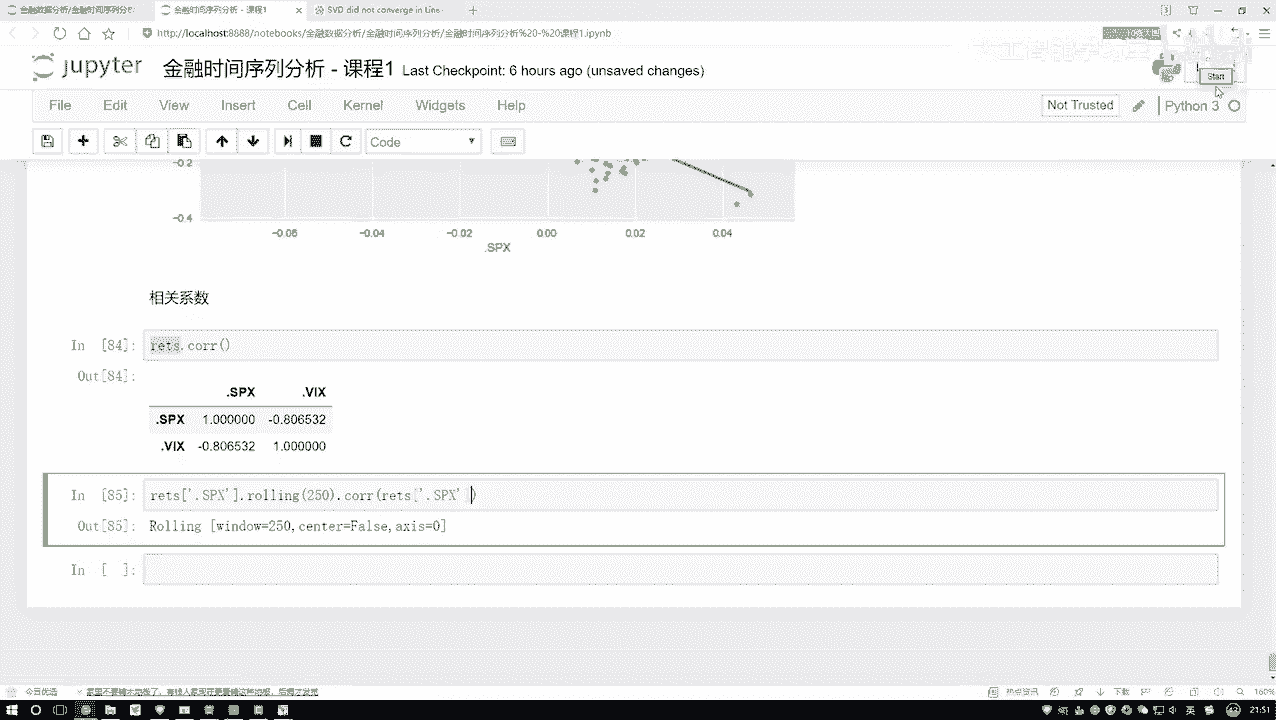 金融数据分析/金融时间序列分
金融时间序列分析 - 课程1
SVD did not converge in Line
http://localhost:8888/notebooks/金融数据分析/金融时间序列分析/金融时间序列分析%20-%20课程1.ipynb
jupyter 金融时间序列分析 - 课程1 Last Checkpoint: 6 hours ago (unsaved changes)
Start
File Edit View Insert Cell Kernel Widgets Help
Not Trusted
Python 3
Code
-0.2
-0.4
-0.06 -0.04 -0.02 0.00 0.02 0.04
.SPX
相关系数
In [84]: rets.corr()
Out[84]:
.SPX .VIX
.SPX 1.000000 -0.806532
.VIX -0.806532 1.000000
In [85]: rets['.SPX'].rolling(250).corr(rets['.SPX' )
Out[85]: Rolling [window=250,center=False,axis=0]
In [ ]:
今日优选
热点资讯
下载
160%
英
21:51